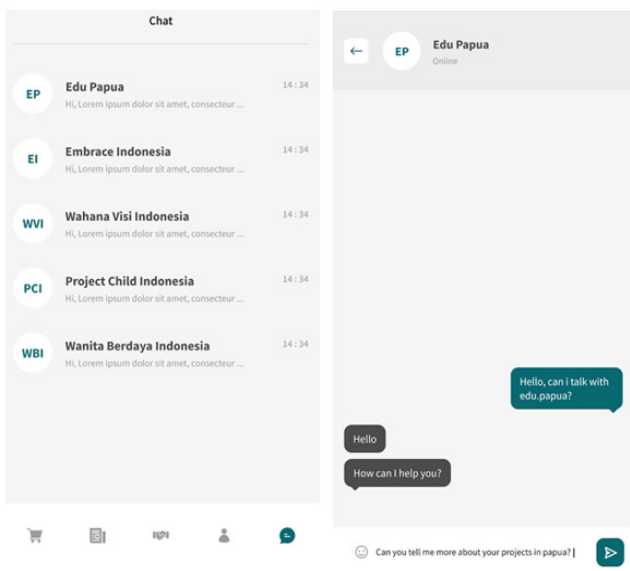 Chat
EP
Edu Papua
14:34
Hi, Lorem ipsum dolor sit amet, consecteur ...
EI
Embrace Indonesia
14:34
Hi, Lorem ipsum dolor sit amet, consecteur ...
WVI
Wahana Visi Indonesia
14:34
Hi, Lorem ipsum dolor sit amet, consecteur ...
PCI
Project Child Indonesia
14:34
Hi, Lorem ipsum dolor sit amet, consecteur ...
WBI
Wanita Berdaya Indonesia
14:34
Hi, Lorem ipsum dolor sit amet, consecteur ...
EP
Edu Papua
Online
Hello, can i talk with
edu.papua?
Hello
How can I help you?
Can you tell me more about your projects in papua?